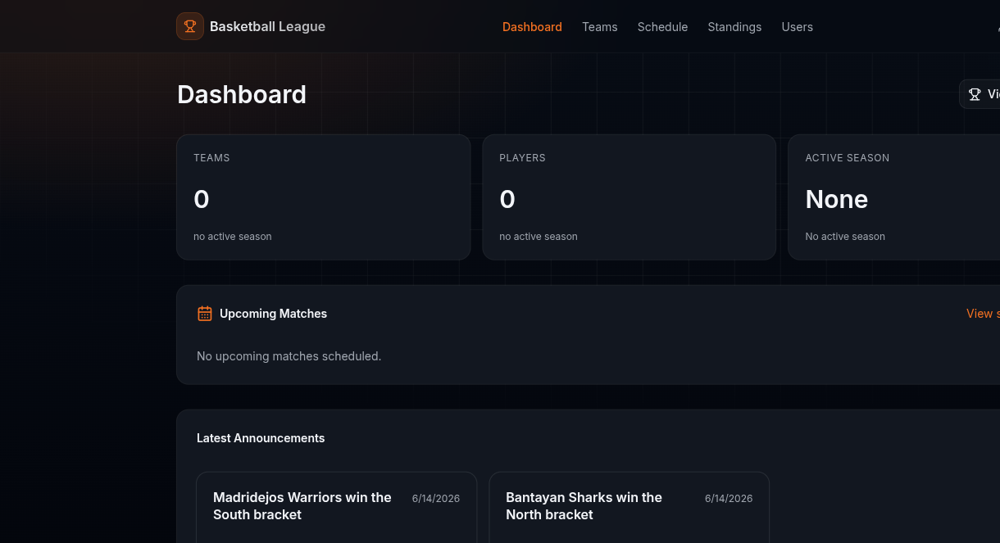 Basketball League
Dashboard Teams Schedule Standings Users
Dashboard
TEAMS
0
no active season
PLAYERS
0
no active season
ACTIVE SEASON
None
No active season
Upcoming Matches
View
No upcoming matches scheduled.
Latest Announcements
Madridejos Warriors win the South bracket
6/14/2026
Bantayan Sharks win the North bracket
6/14/2026